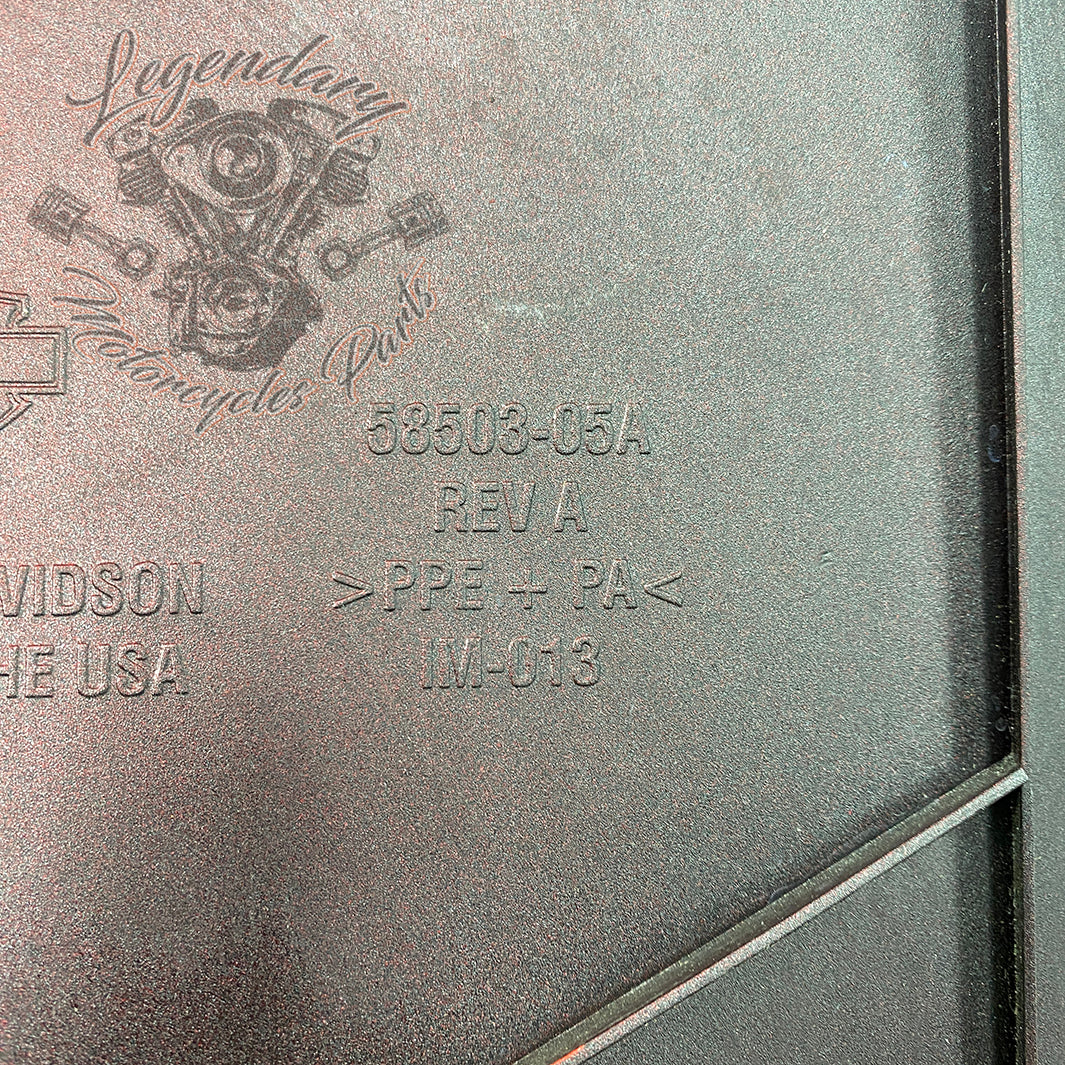 Legendary
Motorcycles Parts
58503-05A
REV A
>PPE + PA<
IM-013
VIDSON
HE USA